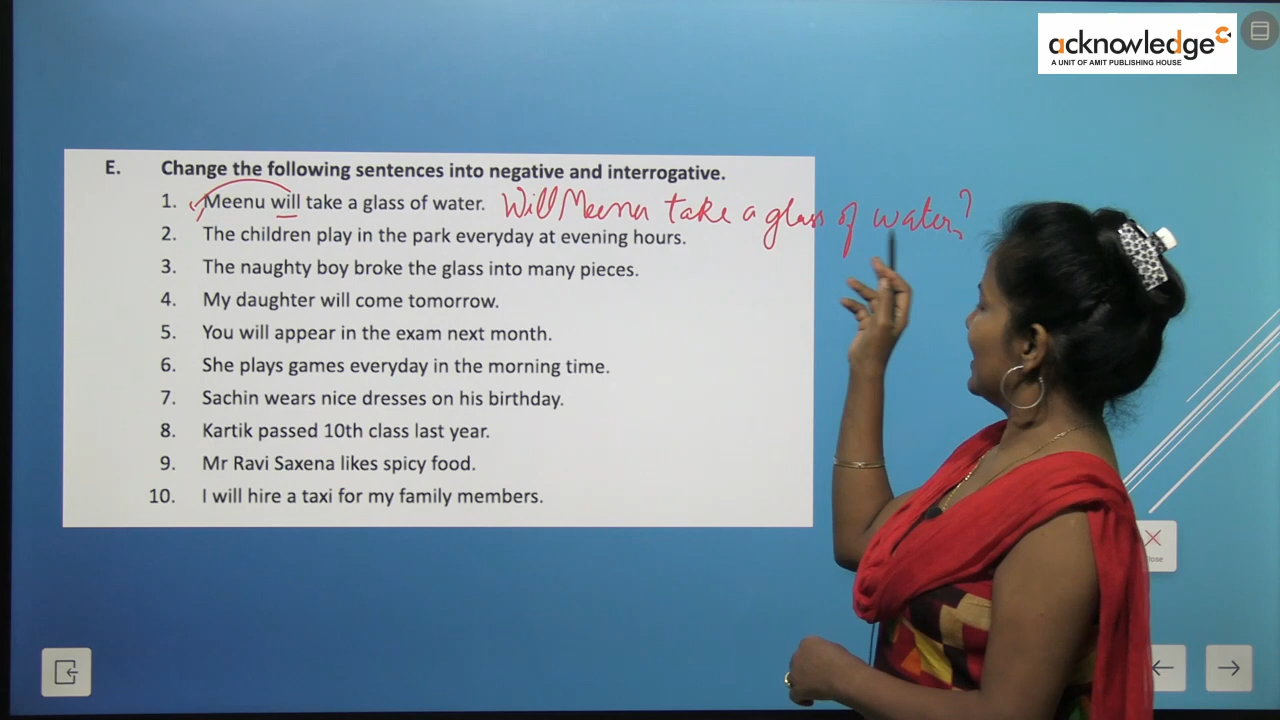 acknowledge
A UNIT OF AMIT PUBLISHING HOUSE
E. Change the following sentences into negative and interrogative.
1. Meenu will take a glass of water. Will Meenu take a glass of water?
2. The children play in the park everyday at evening hours.
3. The naughty boy broke the glass into many pieces.
4. My daughter will come tomorrow.
5. You will appear in the exam next month.
6. She plays games everyday in the morning time.
7. Sachin wears nice dresses on his birthday.
8. Kartik passed 10th class last year.
9. Mr Ravi Saxena likes spicy food.
10. I will hire a taxi for my family members.